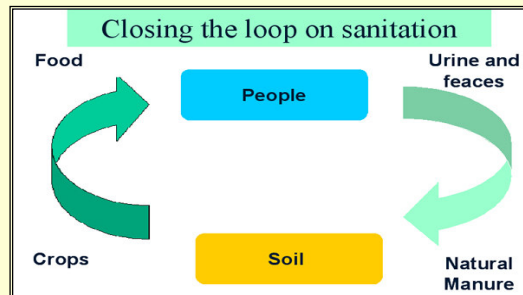 Closing the loop on sanitation
Food
Urine and
feaces
People
Crops
Soil
Natural
Manure